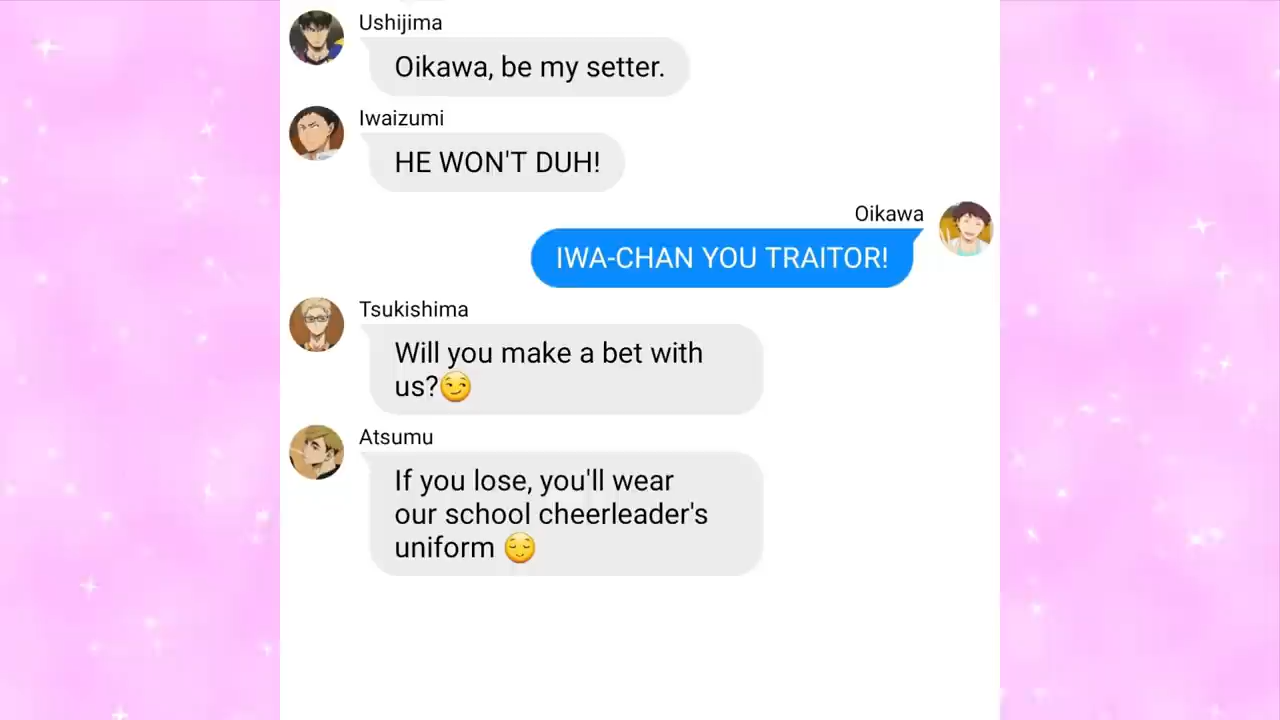 Ushijima
Oikawa, be my setter.
Iwaizumi
HE WON'T DUH!
Oikawa
IWA-CHAN YOU TRAITOR!
Tsukishima
Will you make a bet with
us?😏
Atsumu
If you lose, you'll wear
our school cheerleader's
uniform 😌